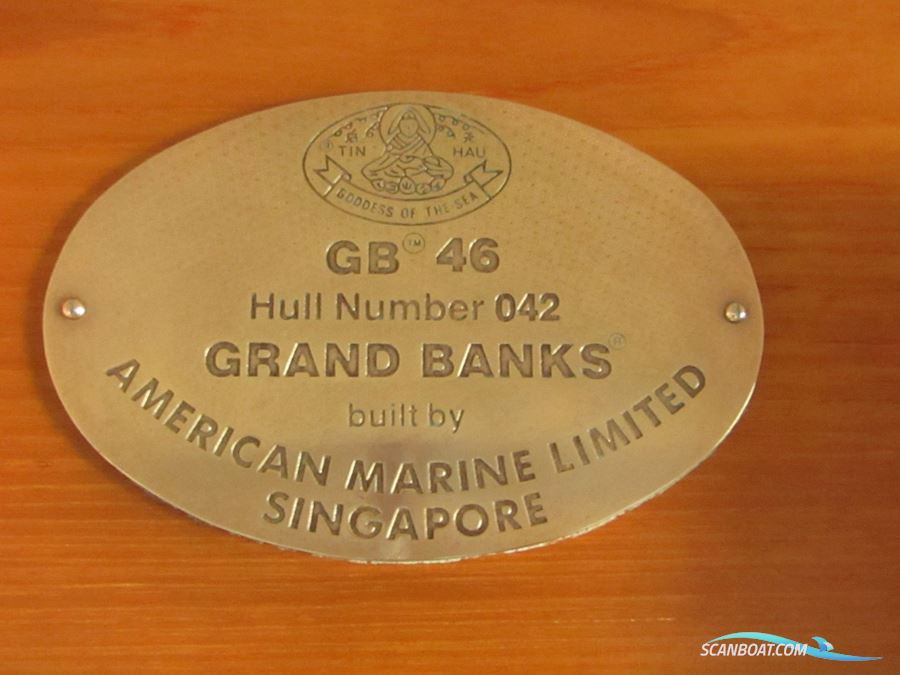 TIN HAU
GODDESS OF THE SEA
GB™ 46
Hull Number 042
GRAND BANKS®
built by
AMERICAN MARINE LIMITED
SINGAPORE
SCANBOAT.COM